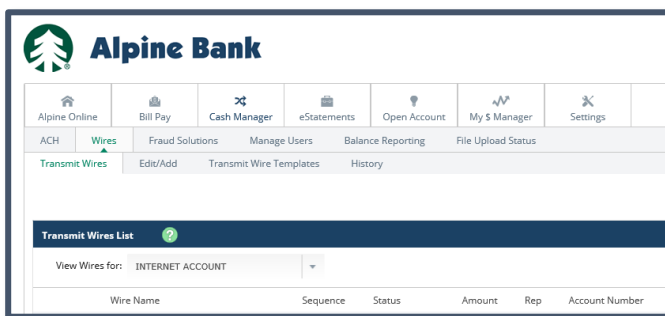 Alpine Bank
Alpine Online Bill Pay Cash Manager eStatements Open Account My $ Manager Settings
ACH Wires Fraud Solutions Manage Users Balance Reporting File Upload Status
Transmit Wires Edit/Add Transmit Wire Templates History
Transmit Wires List ?
View Wires for: INTERNET ACCOUNT
Wire Name Sequence Status Amount Rep Account Number